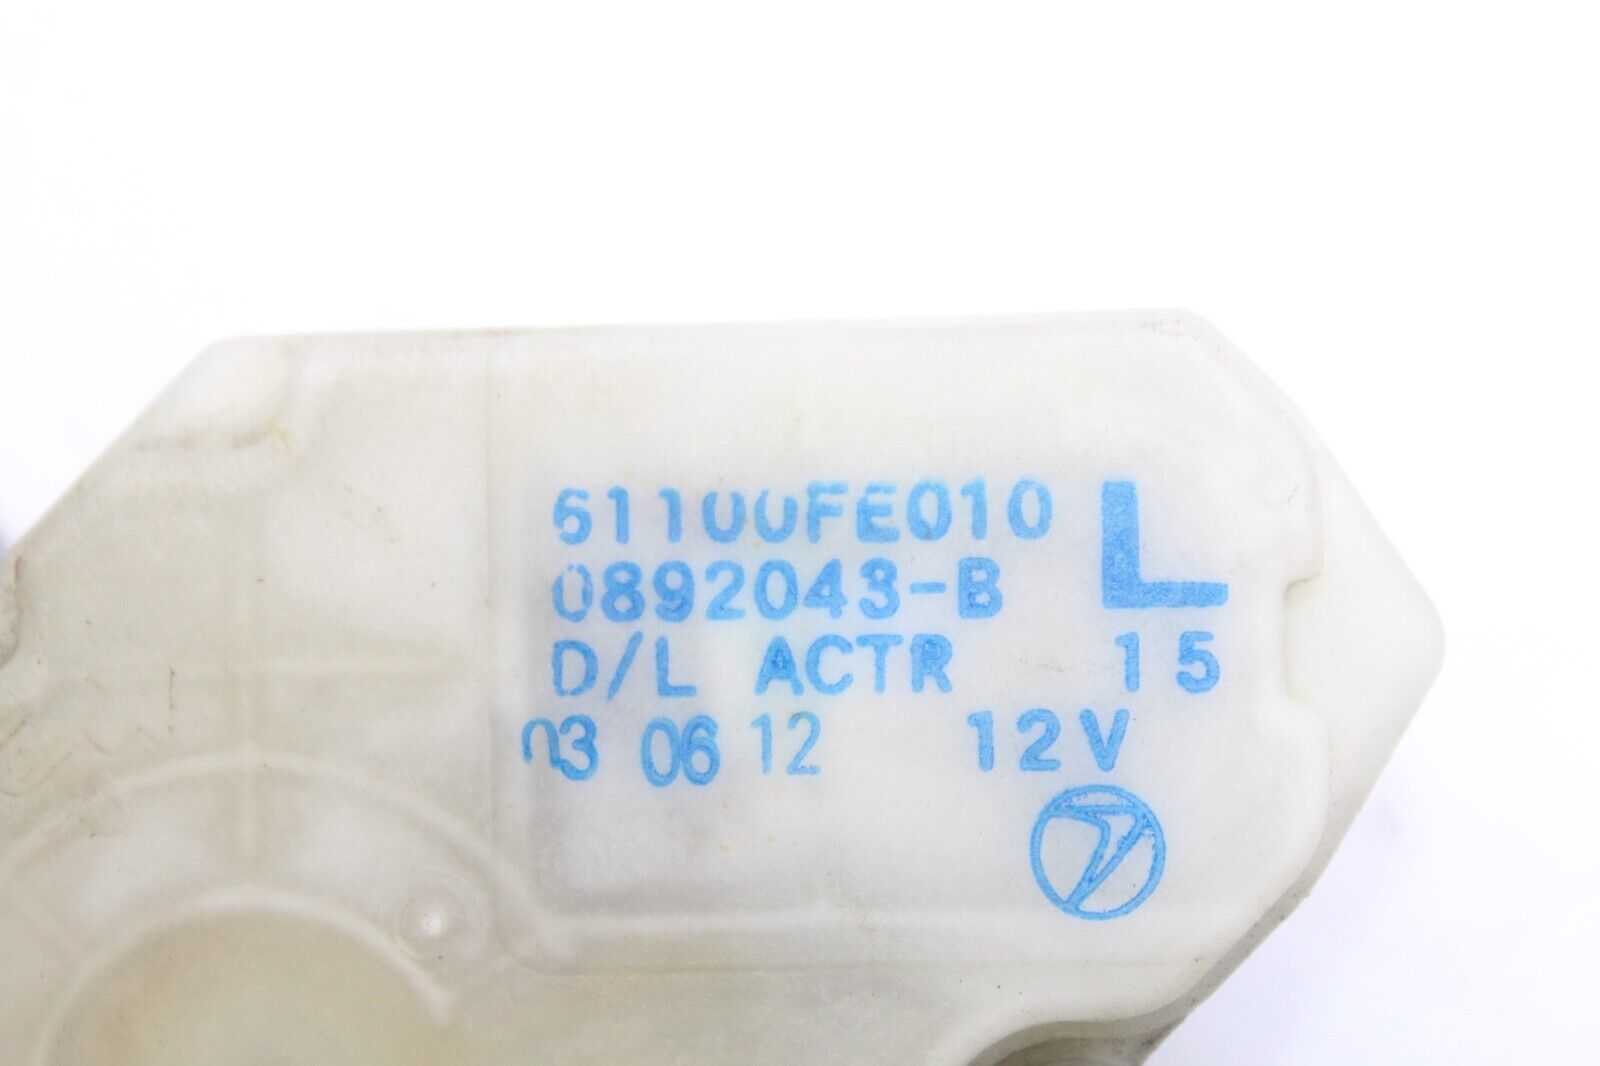 61100FE010 L
0892043-B
D/L ACTR 15
03 06 12 12V